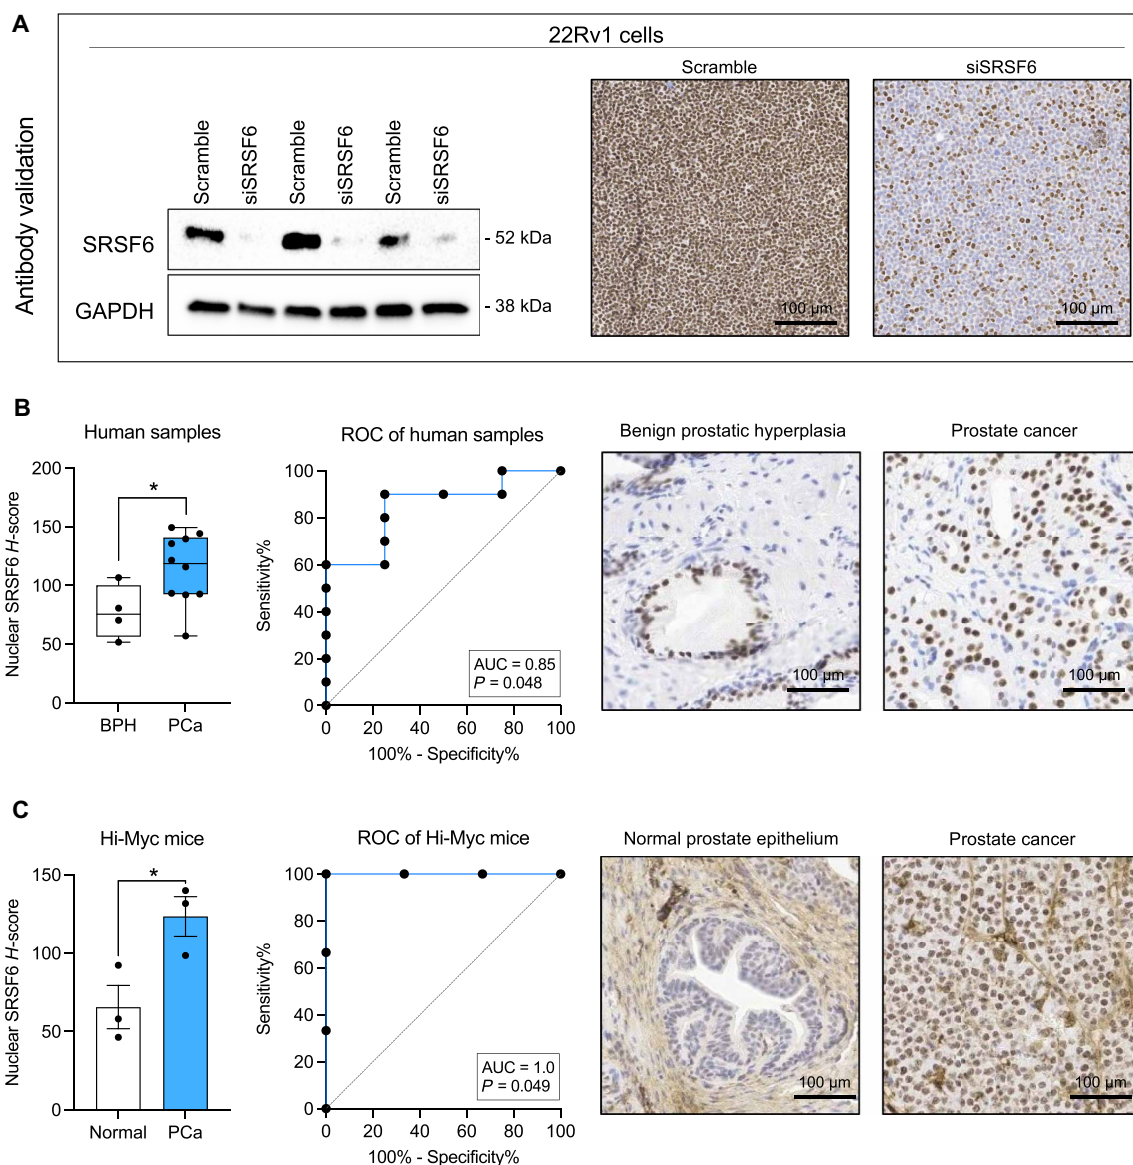 A
22Rv1 cells
Antibody validation
Scramble
siSRSF6
Scramble
siSRSF6
Scramble
siSRSF6
SRSF6
- 52 kDa
GAPDH
- 38 kDa
Scramble
siSRSF6
100 µm
100 µm
B
Human samples
Nuclear SRSF6 H-score
200
150
100
50
0
*
BPH
PCa
ROC of human samples
Sensitivity%
100
80
60
40
20
0
AUC = 0.85
P = 0.048
0 20 40 60 80 100
100% - Specificity%
Benign prostatic hyperplasia
100 µm
Prostate cancer
100 µm
C
Hi-Myc mice
Nuclear SRSF6 H-score
150
100
50
0
*
Normal
PCa
ROC of Hi-Myc mice
Sensitivity%
100
80
60
40
20
0
AUC = 1.0
P = 0.049
0 20 40 60 80 100
100% - Specificity%
Normal prostate epithelium
100 µm
Prostate cancer
100 µm